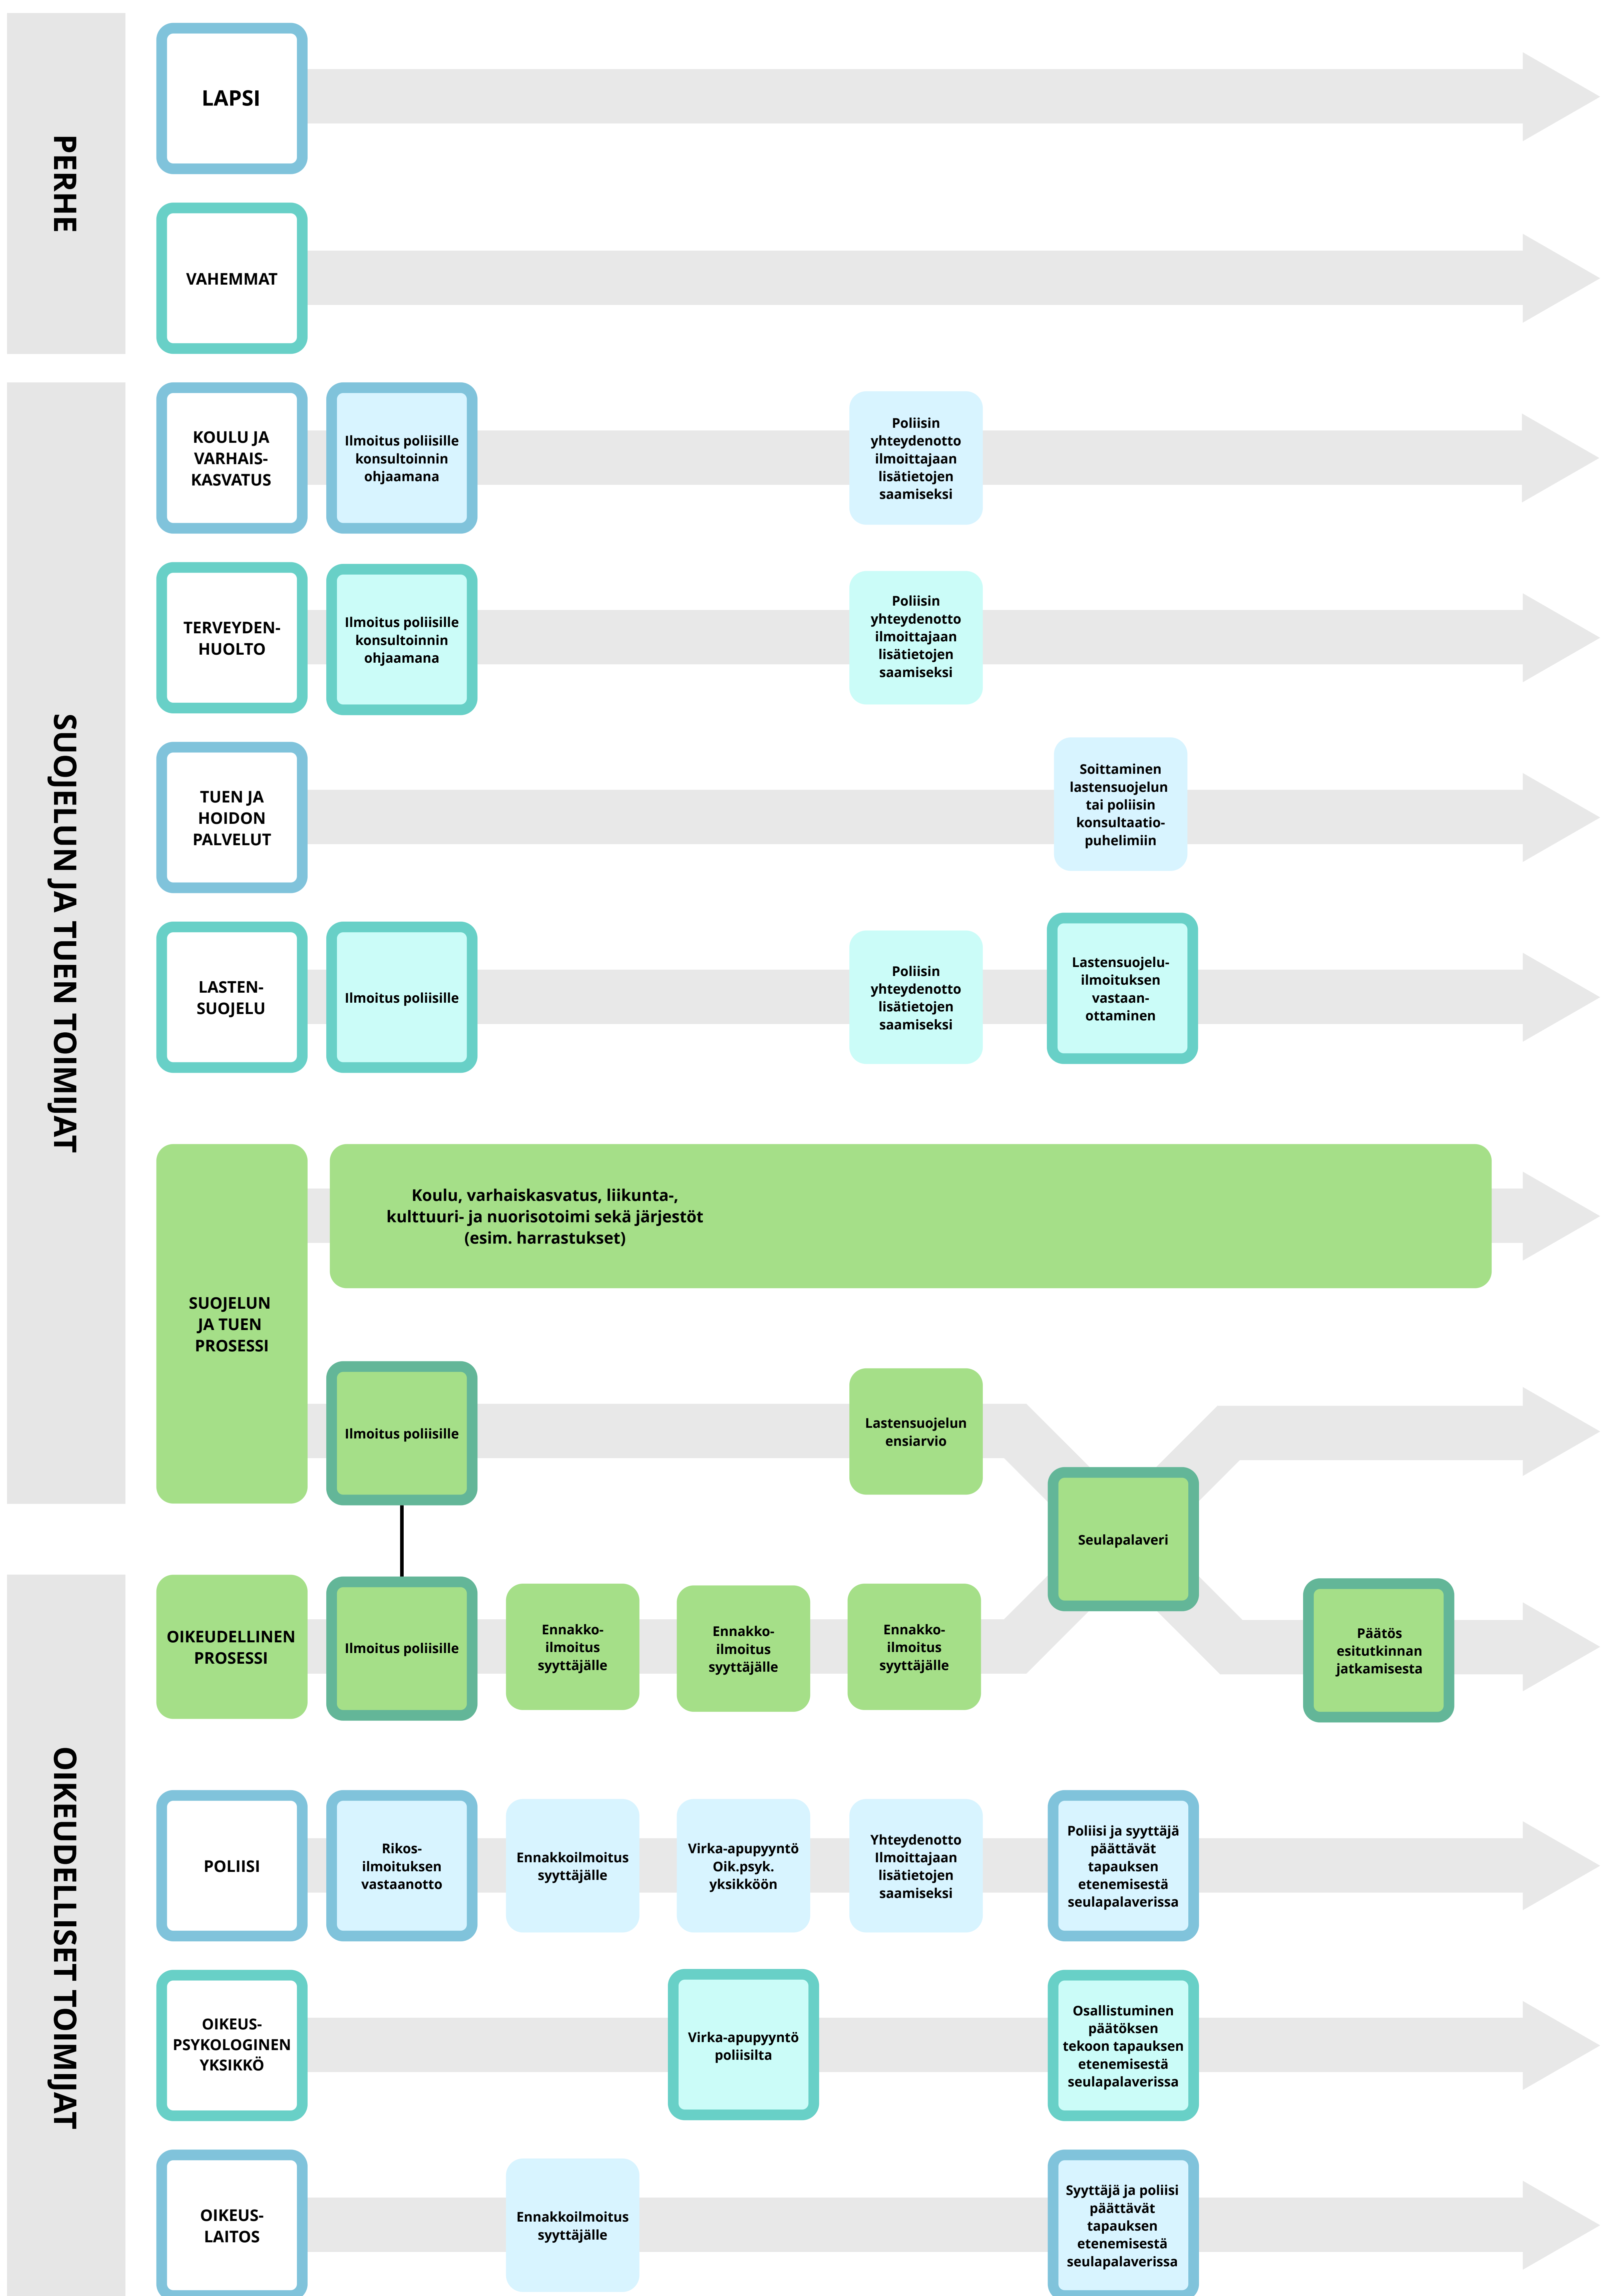 PERHE
LAPSI
VAHEMMAT
SUOJELUN JA TUEN TOIMIJAT
KOULU JA
VARHAIS-
KASVATUS
Ilmoitus poliisille
konsultoinnin
ohjaamana
Poliisin
yhteydenotto
ilmoittajaan
lisätietojen
saamiseksi
TERVEYDEN-
HUOLTO
Ilmoitus poliisille
konsultoinnin
ohjaamana
Poliisin
yhteydenotto
ilmoittajaan
lisätietojen
saamiseksi
TUEN JA
HOIDON
PALVELUT
Soittaminen
lastensuojelun
tai poliisin
konsultaatio-
puhelimiin
LASTEN-
SUOJELU
Ilmoitus poliisille
Poliisin
yhteydenotto
lisätietojen
saamiseksi
Lastensuojelu-
ilmoituksen
vastaan-
ottaminen
SUOJELUN
JA TUEN
PROSESSI
Koulu, varhaiskasvatus, liikunta-,
kulttuuri- ja nuorisotoimi sekä järjestöt
(esim. harrastukset)
Ilmoitus poliisille
Lastensuojelun
ensiarvio
Seulapalaveri
OIKEUDELLISET TOIMIJAT
OIKEUDELLINEN
PROSESSI
Ilmoitus poliisille
Ennakko-
ilmoitus
syyttäjälle
Ennakko-
ilmoitus
syyttäjälle
Ennakko-
ilmoitus
syyttäjälle
Päätös
esitutkinnan
jatkamisesta
POLIISI
Rikos-
ilmoituksen
vastaanotto
Ennakkoilmoitus
syyttäjälle
Virka-apupyyntö
Oik.psyk.
yksikköön
Yhteydenotto
Ilmoittajaan
lisätietojen
saamiseksi
Poliisi ja syyttäjä
päättävät
tapauksen
etenemisestä
seulapalaverissa
OIKEUS-
PSYKOLOGINEN
YKSIKKÖ
Virka-apupyyntö
poliisilta
Osallistuminen
päätöksen
tekoon tapauksen
etenemisestä
seulapalaverissa
OIKEUS-
LAITOS
Ennakkoilmoitus
syyttäjälle
Syyttäjä ja poliisi
päättävät
tapauksen
etenemisestä
seulapalaverissa